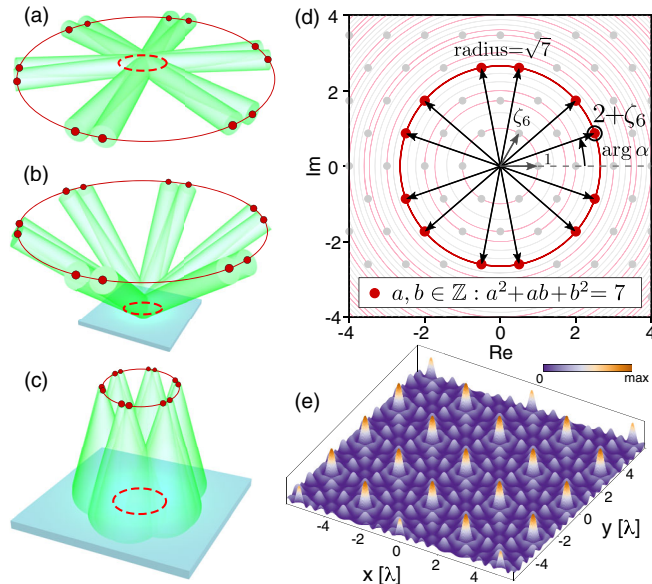 (a)
(b)
(c)
(d)
4
2
0
-2
-4
Im
radius=√7
2+ζ₆
ζ₆
arg α
1
a, b ∈ ℤ : a²+ab+b²= 7
-4 -2 0 2 4
Re
(e)
0 max
-4 -2 0 2 4
x [λ]
-4 -2 0 2 4
y [λ]